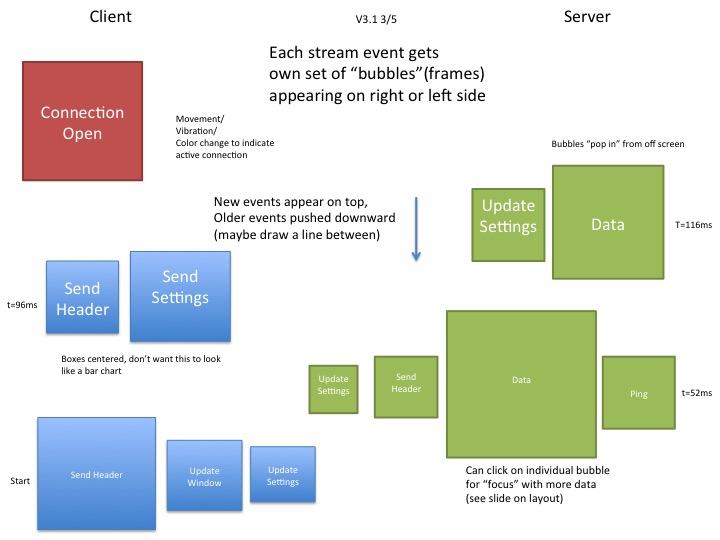 Client
V3.1 3/5
Server
Each stream event gets
own set of “bubbles”(frames)
appearing on right or left side
Connection
Open
Movement/
Vibration/
Color change to indicate
active connection
Bubbles “pop in” from off screen
New events appear on top,
Older events pushed downward
(maybe draw a line between)
Update
Settings
Data
T=116ms
t=96ms
Send
Header
Send
Settings
Boxes centered, don’t want this to look
like a bar chart
Update
Settings
Send
Header
Data
Ping
t=52ms
Start
Send Header
Update
Window
Update
Settings
Can click on individual bubble
for “focus” with more data
(see slide on layout)